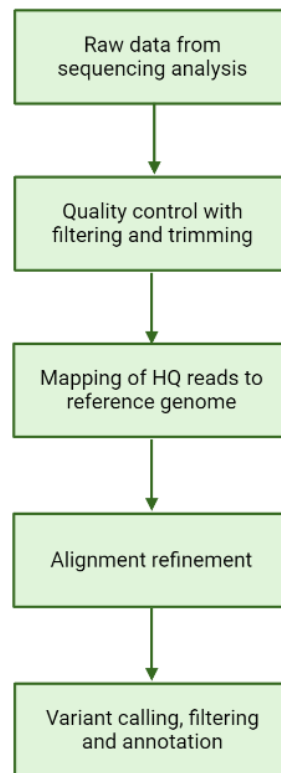 Raw data from
sequencing analysis
Quality control with
filtering and trimming
Mapping of HQ reads to
reference genome
Alignment refinement
Variant calling, filtering
and annotation